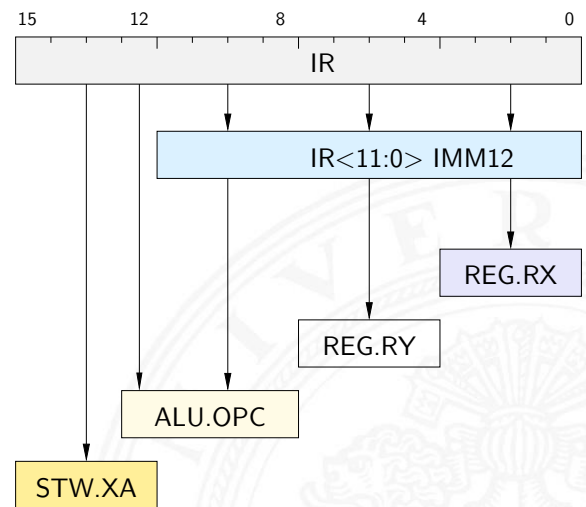 15 12 8 4 0
IR
IR<11:0> IMM12
REG.RX
REG.RY
ALU.OPC
STW.XA
I V E R